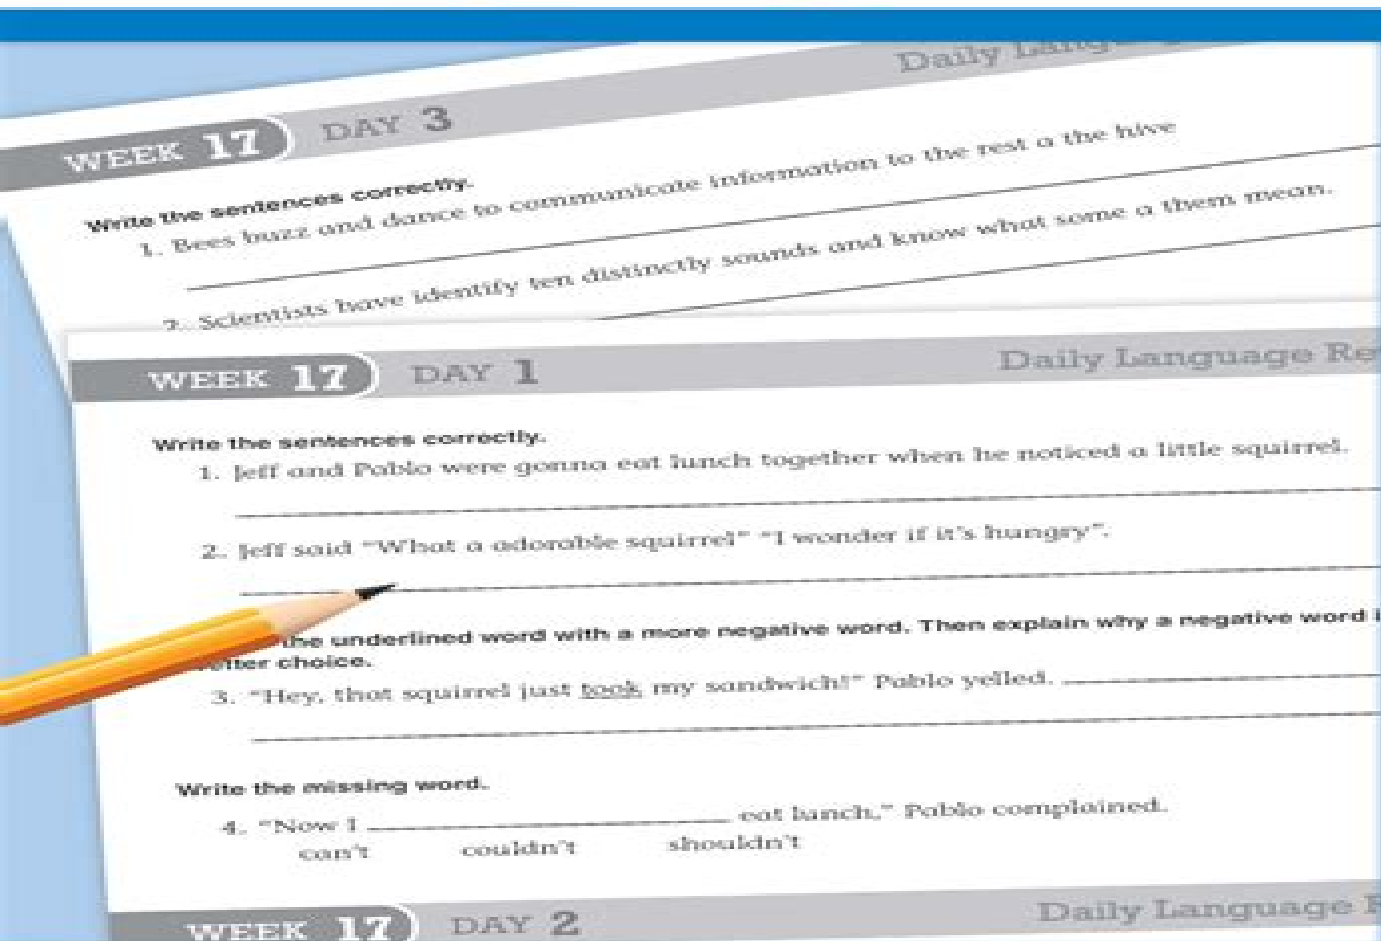 Daily Lang
WEEK 17 DAY 3
Write the sentences correctly.
1. Bees buzz and dance to communicate information to the rest a the hive
2. Scientists have identify ten distinctly sounds and know what some a them mean.
WEEK 17 DAY 1 Daily Language Re
Write the sentences correctly.
1. Jeff and Pablo were gonna eat lunch together when he noticed a little squirrel.
2. Jeff said "What a adorable squirrel" "I wonder if it's hungry".
the underlined word with a more negative word. Then explain why a negative word i
etter choice.
3. "Hey, that squirrel just took my sandwich!" Pablo yelled.
Write the missing word.
4. "Now I ________ eat lunch," Pablo complained.
can't couldn't shouldn't
WEEK 17 DAY 2 Daily Language R